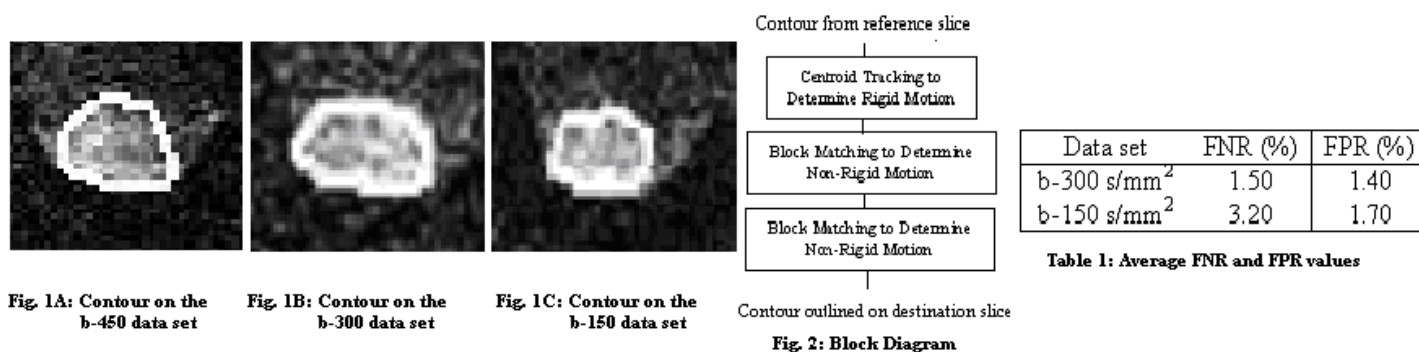 Contour from reference slice
Centroid Tracking to
Determine Rigid Motion
Block Matching to Determine
Non-Rigid Motion
Block Matching to Determine
Non-Rigid Motion
Contour outlined on destination slice
Fig. 2: Block Diagram
Fig. 1A: Contour on the
b-450 data set
Fig. 1B: Contour on the
b-300 data set
Fig. 1C: Contour on the
b-150 data set
Data set FNR (%) FPR (%)
b-300 s/mm² 1.50 1.40
b-150 s/mm² 3.20 1.70
Table 1: Average FNR and FPR values